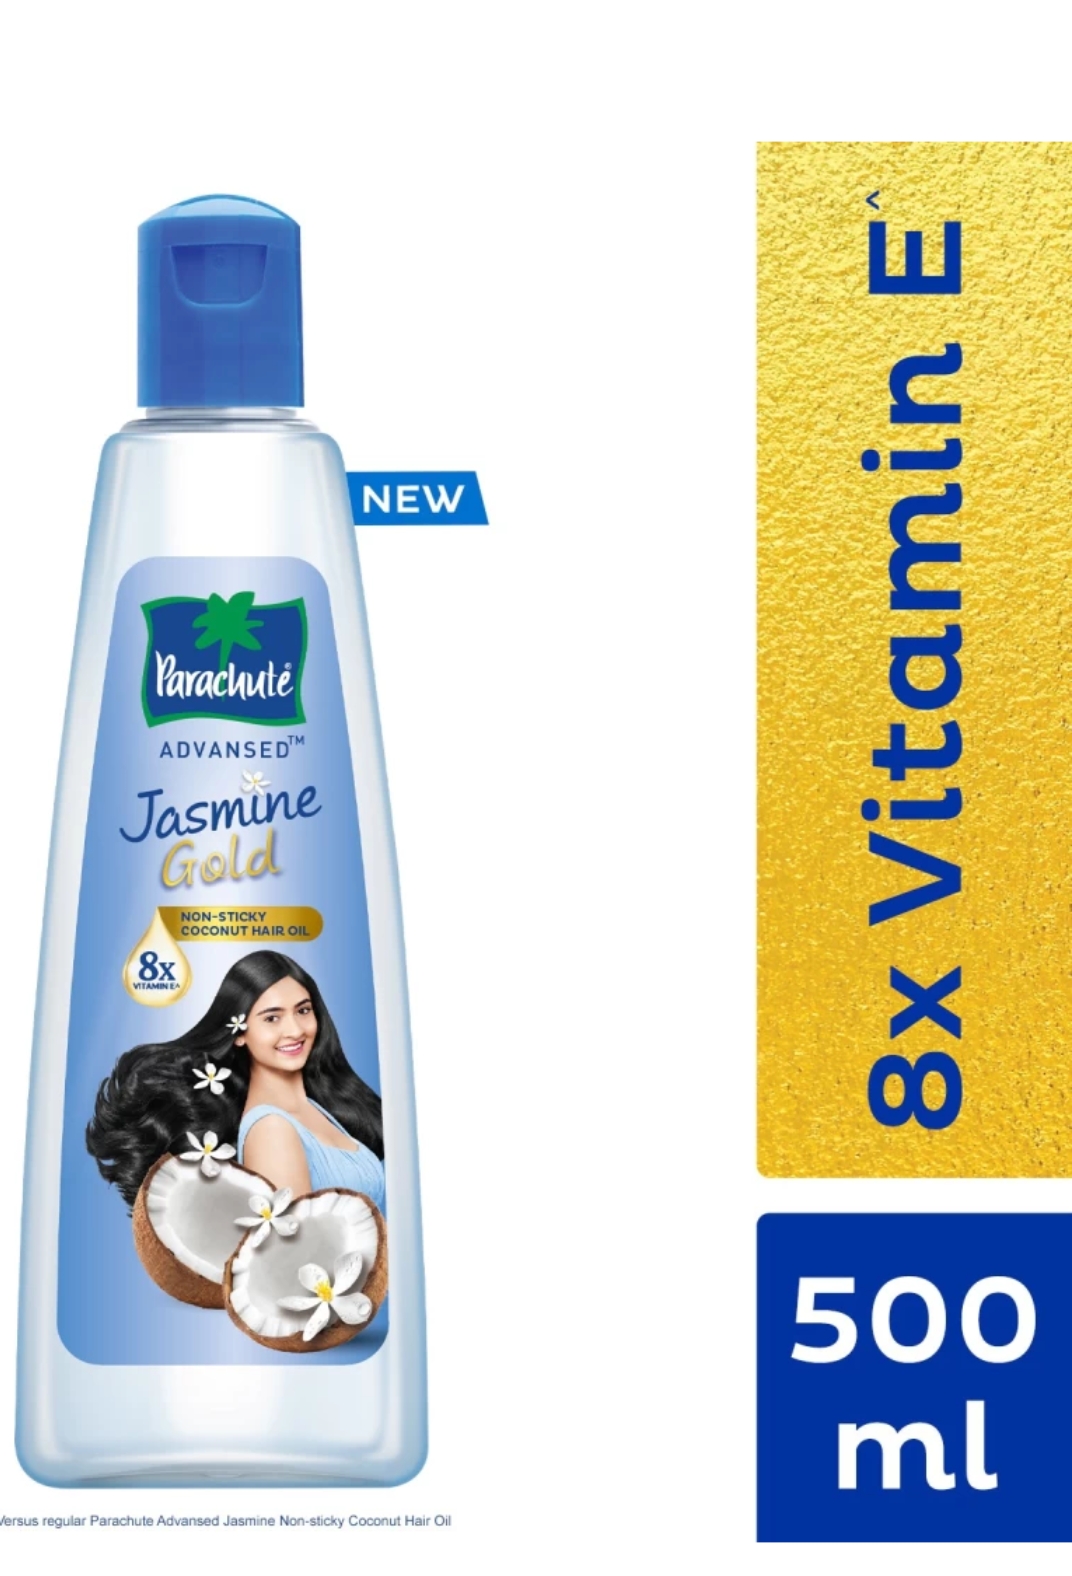 NEW
Parachute®
ADVANSED™
Jasmine
Gold
NON-STICKY
COCONUT HAIR OIL
8x
VITAMIN E^
Versus regular Parachute Advansed Jasmine Non-sticky Coconut Hair Oil
8x Vitamin E^
500
ml